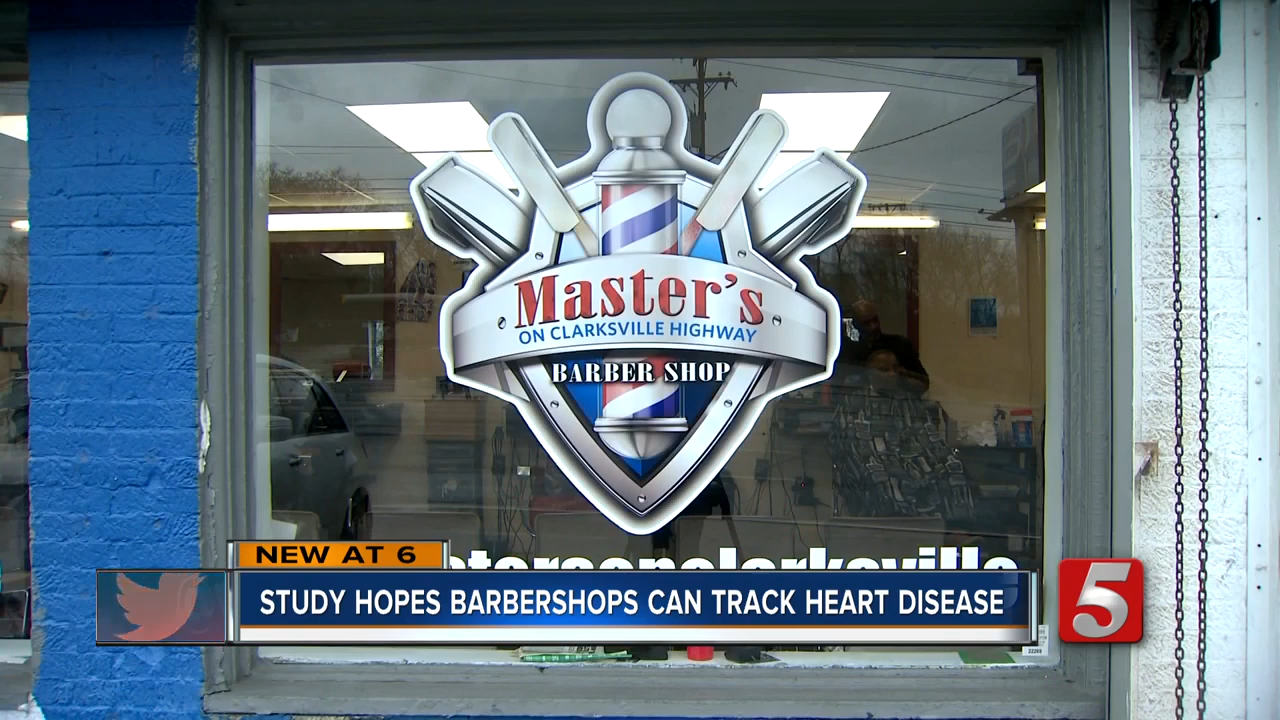 Master's
ON CLARKSVILLE HIGHWAY
BARBER SHOP
NEW AT 6
STUDY HOPES BARBERSHOPS CAN TRACK HEART DISEASE
5